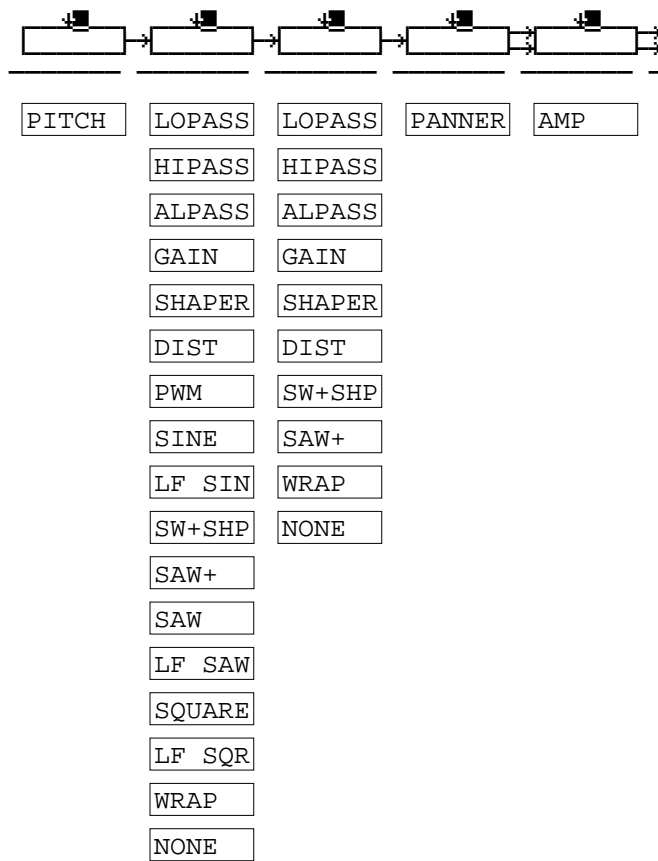 PITCH LOPASS LOPASS PANNER AMP
HIPASS HIPASS
ALPASS ALPASS
GAIN GAIN
SHAPER SHAPER
DIST DIST
PWM SW+SHP
SINE SAW+
LF SIN WRAP
SW+SHP NONE
SAW+
SAW
LF SAW
SQUARE
LF SQR
WRAP
NONE